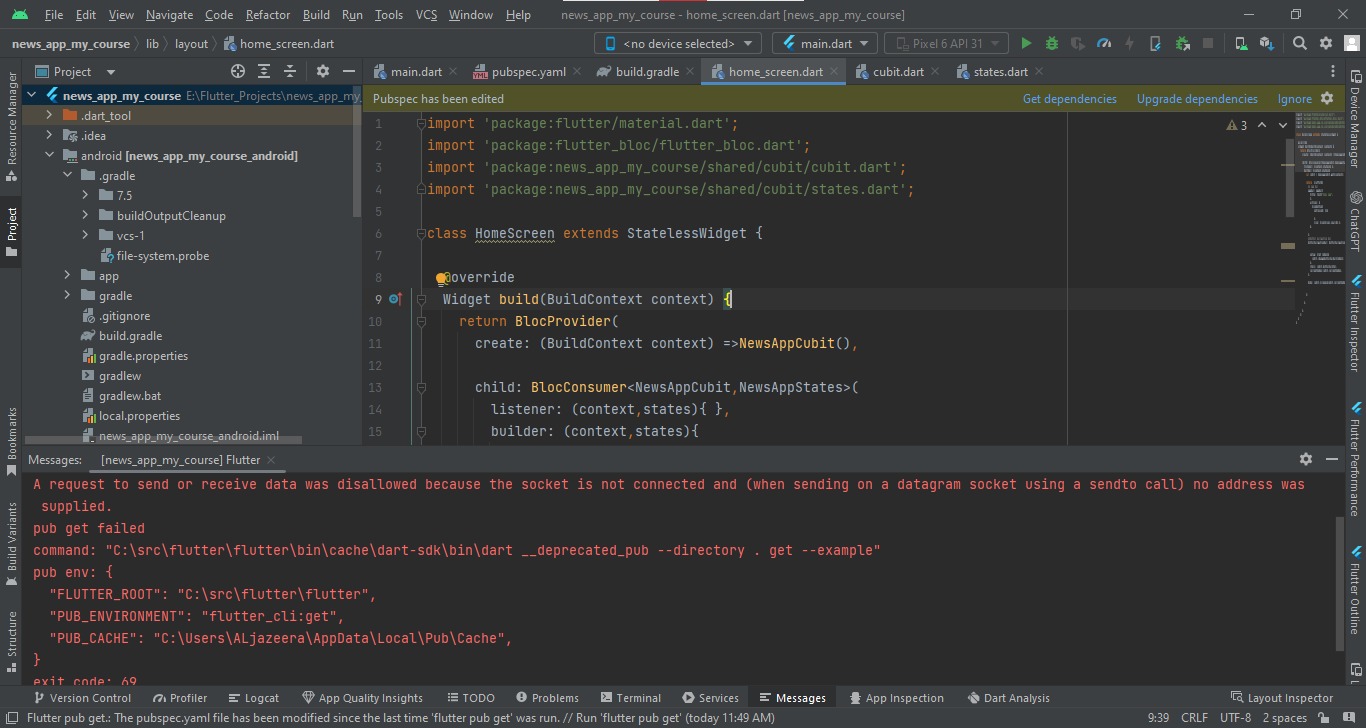 File Edit View Navigate Code Refactor Build Run Tools VCS Window Help news_app_my_course - home_screen.dart [news_app_my_course]
news_app_my_course lib layout home_screen.dart <no device selected> main.dart Pixel 6 API 31
Project main.dart pubspec.yaml build.gradle home_screen.dart cubit.dart states.dart
Resource Manager
Project
Bookmarks
Build Variants
Structure
news_app_my_course E:\Flutter_Projects\news_app_my
.dart_tool
.idea
android [news_app_my_course_android]
.gradle
7.5
buildOutputCleanup
vcs-1
file-system.probe
app
gradle
.gitignore
build.gradle
gradle.properties
gradlew
gradlew.bat
local.properties
news_app_my_course_android.iml
Pubspec has been edited Get dependencies Upgrade dependencies Ignore
3
1 import 'package:flutter/material.dart';
2 import 'package:flutter_bloc/flutter_bloc.dart';
3 import 'package:news_app_my_course/shared/cubit/cubit.dart';
4 import 'package:news_app_my_course/shared/cubit/states.dart';
5
6 class HomeScreen extends StatelessWidget {
7
8 override
9 Widget build(BuildContext context) {
10 return BlocProvider(
11 create: (BuildContext context) =>NewsAppCubit(),
12
13 child: BlocConsumer<NewsAppCubit,NewsAppStates>(
14 listener: (context,states){ },
15 builder: (context,states){
Device Manager
ChatGPT
Flutter Inspector
Flutter Performance
Flutter Outline
Messages: [news_app_my_course] Flutter
A request to send or receive data was disallowed because the socket is not connected and (when sending on a datagram socket using a sendto call) no address was
supplied.
pub get failed
command: "C:\src\flutter\flutter\bin\cache\dart-sdk\bin\dart __deprecated_pub --directory . get --example"
pub env: {
"FLUTTER_ROOT": "C:\src\flutter\flutter",
"PUB_ENVIRONMENT": "flutter_cli:get",
"PUB_CACHE": "C:\Users\ALjazeera\AppData\Local\Pub\Cache",
}
exit code: 69
Version Control Profiler Logcat App Quality Insights TODO Problems Terminal Services Messages App Inspection Dart Analysis Layout Inspector
Flutter pub get.: The pubspec.yaml file has been modified since the last time 'flutter pub get' was run. // Run 'flutter pub get' (today 11:49 AM) 9:39 CRLF UTF-8 2 spaces